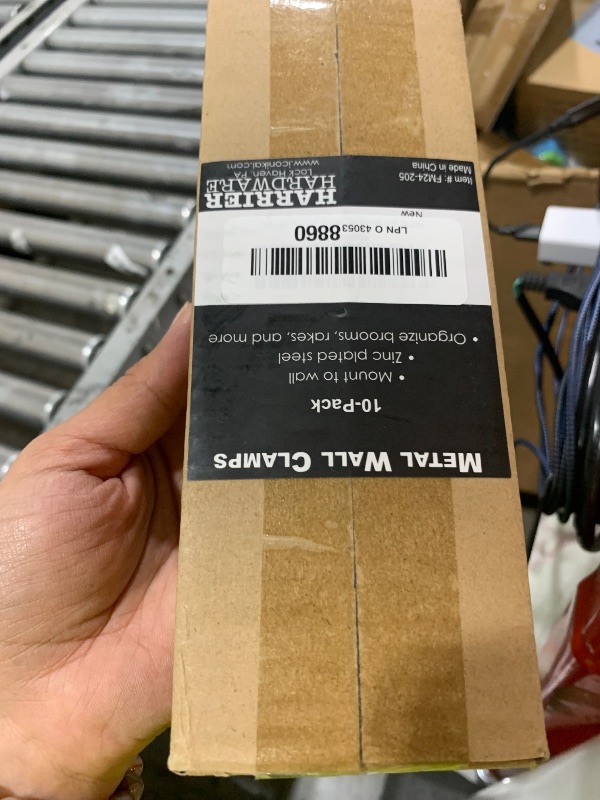 METAL WALL CLAMPS
10-Pack
• Mount to wall
• Zinc plated steel
• Organize brooms, rakes, and more
LPN O 43053 8860
New
HARRIER
HARDWARE
Lock Haven, PA
www.iconikal.com
Item #: FM24-205
Made in China